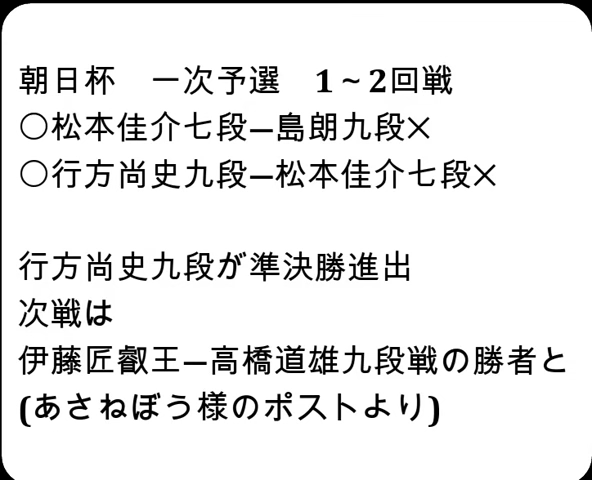 朝日杯　一次予選　1~2回戦
○松本佳介七段ー島朗九段×
○行方尚史九段ー松本佳介七段×
行方尚史九段が準決勝進出
次戦は
伊藤匠叡王ー高橋道雄九段戦の勝者と
(あさねぼう様のポストより)